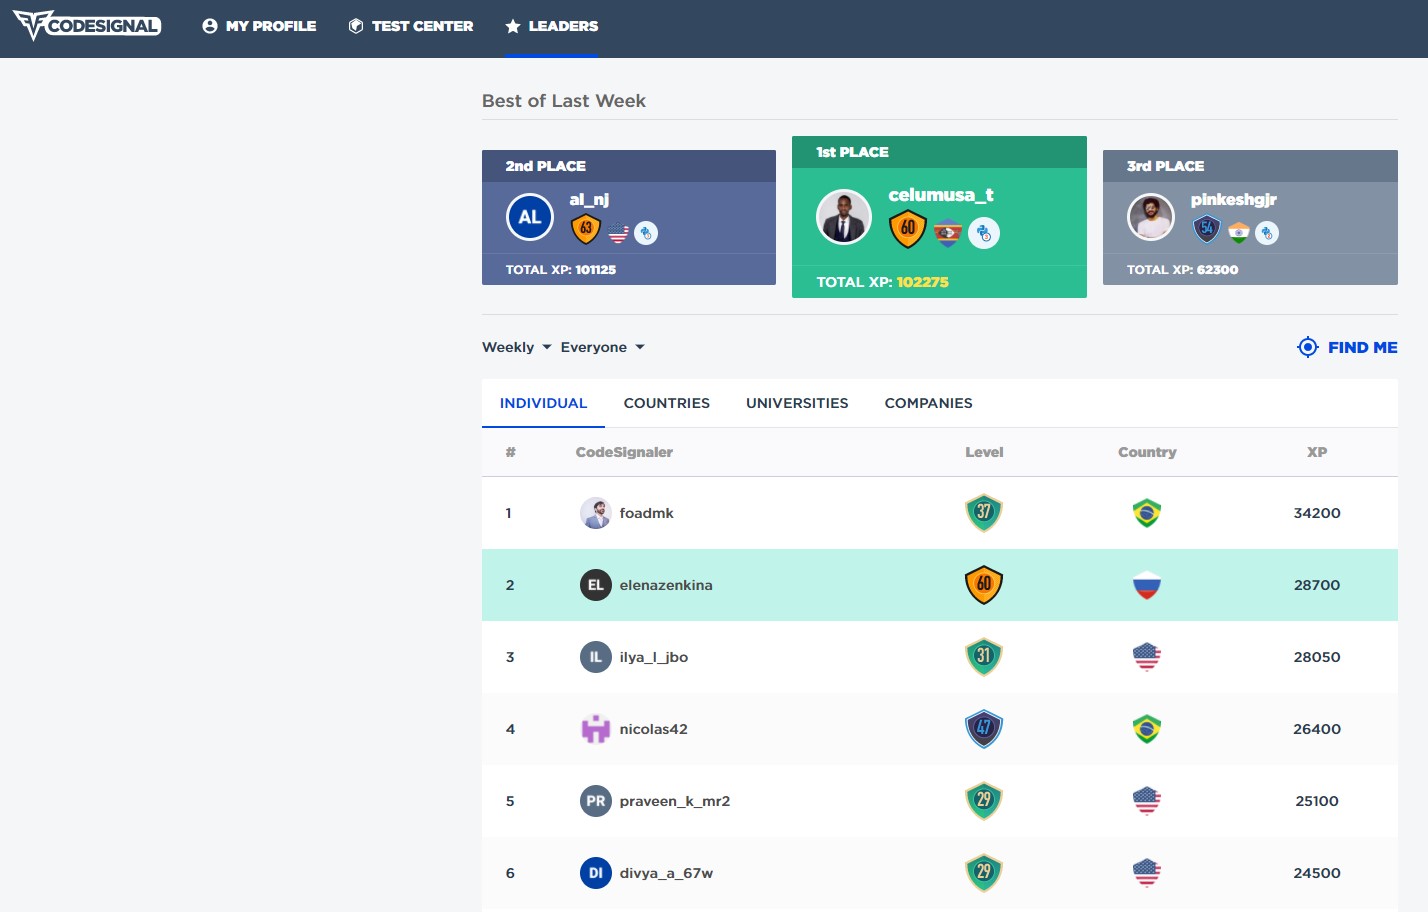 CODESIGNAL
MY PROFILE
TEST CENTER
LEADERS
Best of Last Week
2nd PLACE
AL
al_nj
63
TOTAL XP: 101125
1st PLACE
celumusa_t
60
3
TOTAL XP: 102275
3rd PLACE
pinkeshgjr
54
TOTAL XP: 62300
Weekly
Everyone
FIND ME
INDIVIDUAL COUNTRIES UNIVERSITIES COMPANIES
# CodeSignaler Level Country XP
1 foadmk 37 34200
2 EL elenazenkina 60 28700
3 IL ilya_l_jbo 31 28050
4 nicolas42 47 26400
5 PR praveen_k_mr2 29 25100
6 DI divya_a_67w 29 24500